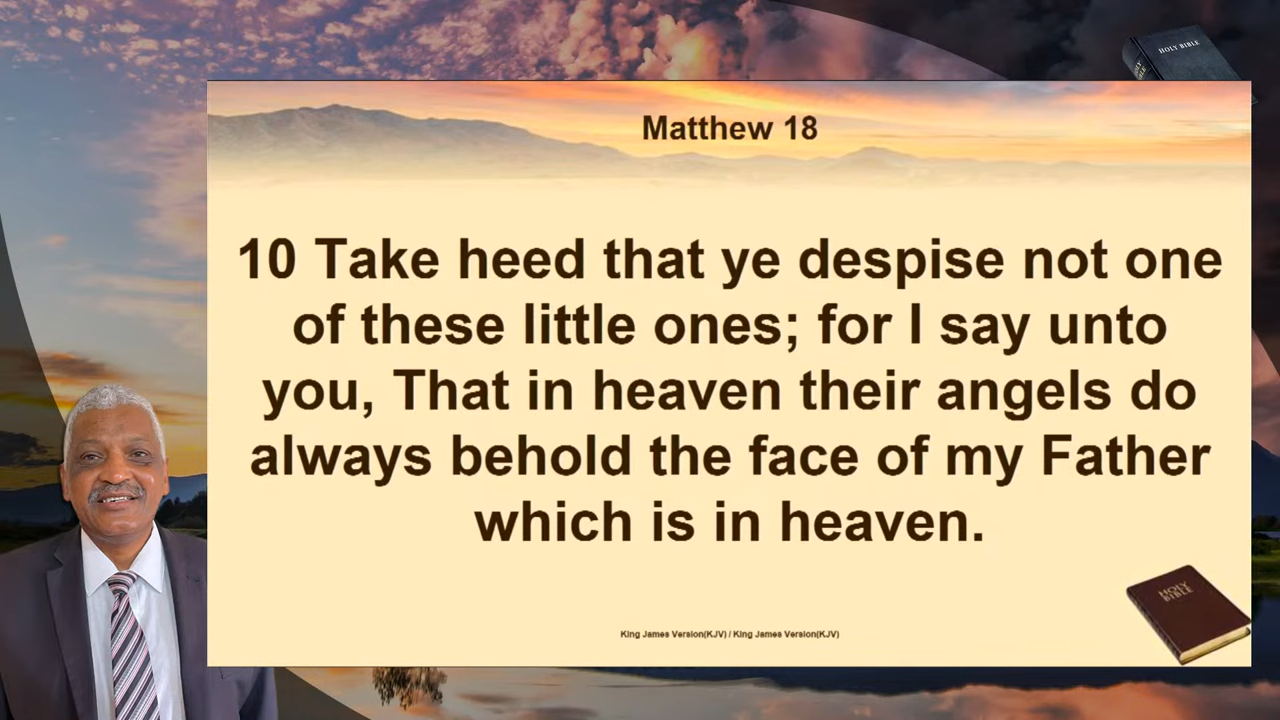 HOLY BIBLE
Matthew 18
10 Take heed that ye despise not one
of these little ones; for I say unto
you, That in heaven their angels do
always behold the face of my Father
which is in heaven.
HOLY
BIBLE
King James Version(KJV) / King James Version(KJV)